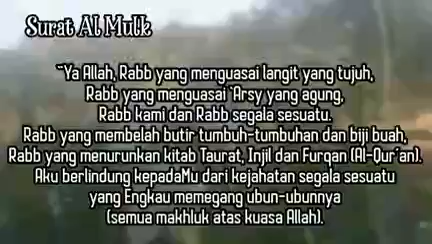 Surat Al Mulk
"Ya Allah, Rabb yang menguasai langit yang tujuh,
Rabb yang menguasai 'Arsy yang agung,
Rabb kami dan Rabb segala sesuatu.
Rabb yang membelah butir tumbuh-tumbuhan dan biji buah,
Rabb yang menurunkan kitab Taurat, Injil dan Furqan (Al-Qur'an).
Aku berlindung kepadaMu dari kejahatan segala sesuatu
yang Engkau memegang ubun-ubunnya
(semua makhluk atas kuasa Allah).